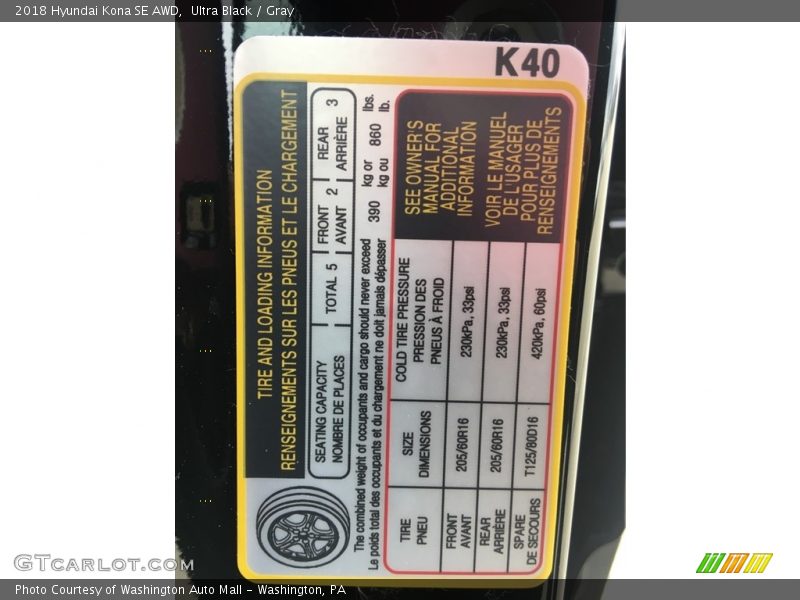 2018 Hyundai Kona SE AWD,  Ultra Black / Gray
K40
TIRE AND LOADING INFORMATION
RENSEIGNEMENTS SUR LES PNEUS ET LE CHARGEMENT
SEATING CAPACITY
NOMBRE DE PLACES
TOTAL 5
FRONT
AVANT
2
REAR
ARRIÈRE
3
The combined weight of occupants and cargo should never exceed
Le poids total des occupants et du chargement ne doit jamais dépasser
390
kg or
kg ou
860
lbs.
lb.
TIRE
PNEU
SIZE
DIMENSIONS
COLD TIRE PRESSURE
PRESSION DES
PNEUS À FROID
FRONT
AVANT
205/60R16
230kPa, 33psi
REAR
ARRIÈRE
205/60R16
230kPa, 33psi
SPARE
DE SECOURS
T125/80D16
420kPa, 60psi
SEE OWNER'S
MANUAL FOR
ADDITIONAL
INFORMATION
VOIR LE MANUEL
DE L'USAGER
POUR PLUS DE
RENSEIGNEMENTS
GTcarlot.com
Photo Courtesy of Washington Auto Mall - Washington, PA